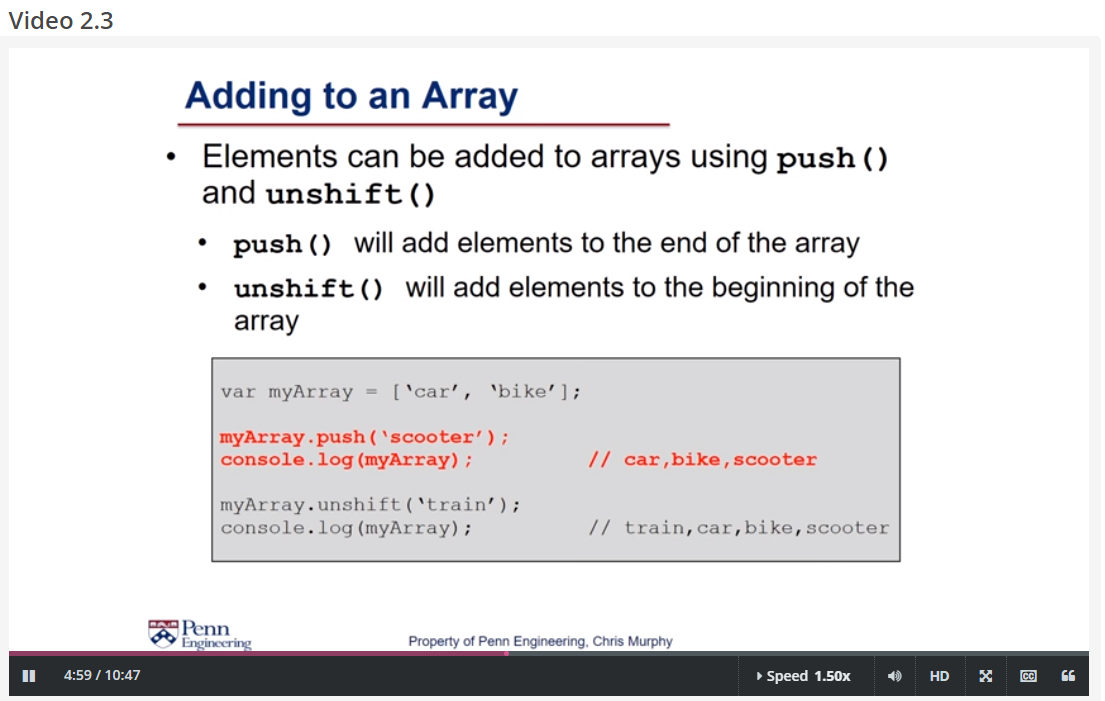 Video 2.3
Adding to an Array
• Elements can be added to arrays using push()
and unshift()
• push() will add elements to the end of the array
• unshift() will add elements to the beginning of the
array
var myArray = [‘car’, ‘bike’];
myArray.push(‘scooter’);
console.log(myArray); // car,bike,scooter
myArray.unshift(‘train’);
console.log(myArray); // train,car,bike,scooter
Penn
Engineering
Property of Penn Engineering, Chris Murphy
4:59 / 10:47
Speed 1.50x
HD
CC